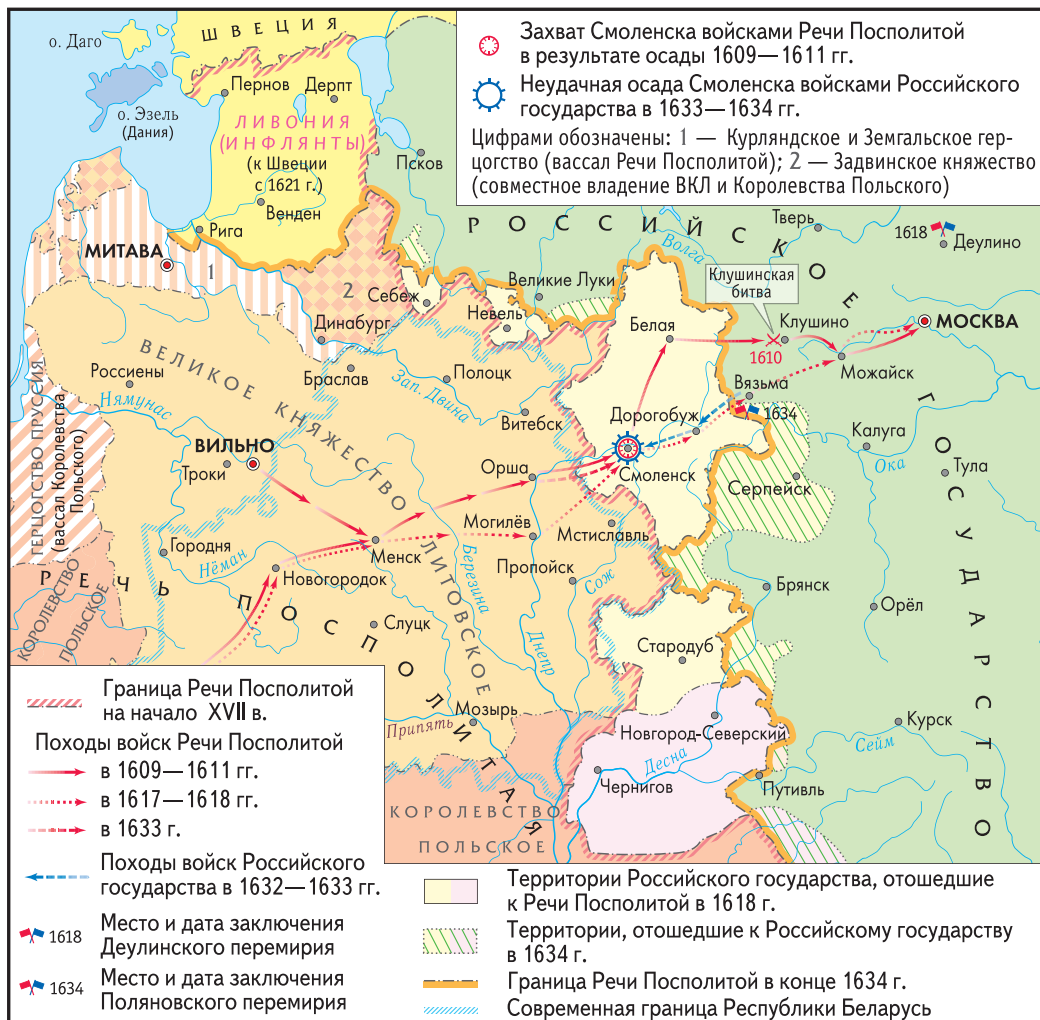 ШВЕЦИЯ
о. Даго
Пернов
Дерпт
о. Эзель
(Дания)
ЛИВОНИЯ
(ИНФЛЯНТЫ)
(к Швеции
с 1621 г.)
Венден
Рига
Псков
Захват Смоленска войсками Речи Посполитой
в результате осады 1609—1611 гг.
Неудачная осада Смоленска войсками Российского
государства в 1633—1634 гг.
Цифрами обозначены: 1 — Курляндское и Земгальское гер-
цогство (вассал Речи Посполитой); 2 — Задвинское княжество
(совместное владение ВКЛ и Королевства Польского)
РОССИЙСКОЕ ГОСУДАРСТВО
Тверь
1618
Деулино
Волга
МИТАВА
1
2
Себеж
Великие Луки
Невель
Клушинская
битва
Динабург
Белая
Клушино
1610
МОСКВА
Можайск
ВЕЛИКОЕ КНЯЖЕСТВО ЛИТОВСКОЕ
Россиены
Нямунас
Браслав
Зап. Двина
Полоцк
Витебск
Вязьма
1634
Дорогобуж
Калуга
Ока
Тула
ГЕРЦОГСТВО ПРУССИЯ
(вассал Королевства
Польского)
ВИЛЬНО
Троки
Орша
Смоленск
Серпейск
Могилёв
Мстиславль
Городня
Нёман
Менск
Новогородок
Березина
Пропойск
Сож
Брянск
Орёл
РЕЧЬ ПОСПОЛИТАЯ
КОРОЛЕВСТВО
ПОЛЬСКОЕ
Слуцк
Днепр
Стародуб
Мозырь
Припять
Новгород-Северский
Десна
Курск
Сейм
Чернигов
Путивль
КОРОЛЕВСТВО
ПОЛЬСКОЕ
Граница Речи Посполитой
на начало XVII в.
Походы войск Речи Посполитой
в 1609—1611 гг.
в 1617—1618 гг.
в 1633 г.
Походы войск Российского
государства в 1632—1633 гг.
1618
Место и дата заключения
Деулинского перемирия
1634
Место и дата заключения
Поляновского перемирия
Территории Российского государства, отошедшие
к Речи Посполитой в 1618 г.
Территории, отошедшие к Российскому государству
в 1634 г.
Граница Речи Посполитой в конце 1634 г.
Современная граница Республики Беларусь